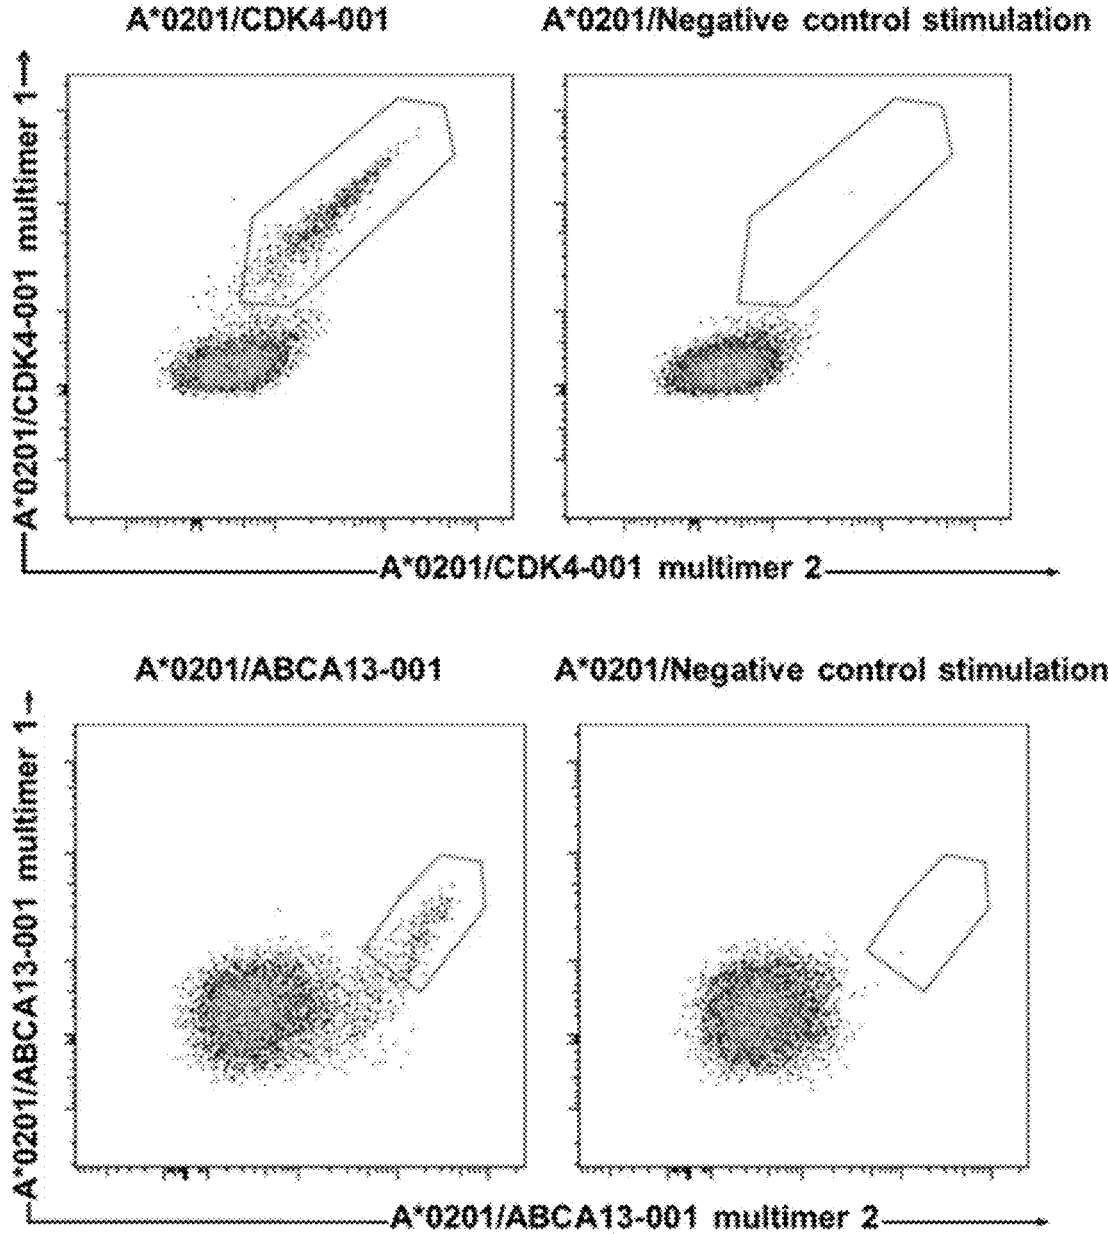 A*0201/CDK4-001
A*0201/Negative control stimulation
A*0201/CDK4-001 multimer 1
A*0201/CDK4-001 multimer 2
A*0201/ABCA13-001
A*0201/Negative control stimulation
A*0201/ABCA13-001 multimer 1
A*0201/ABCA13-001 multimer 2